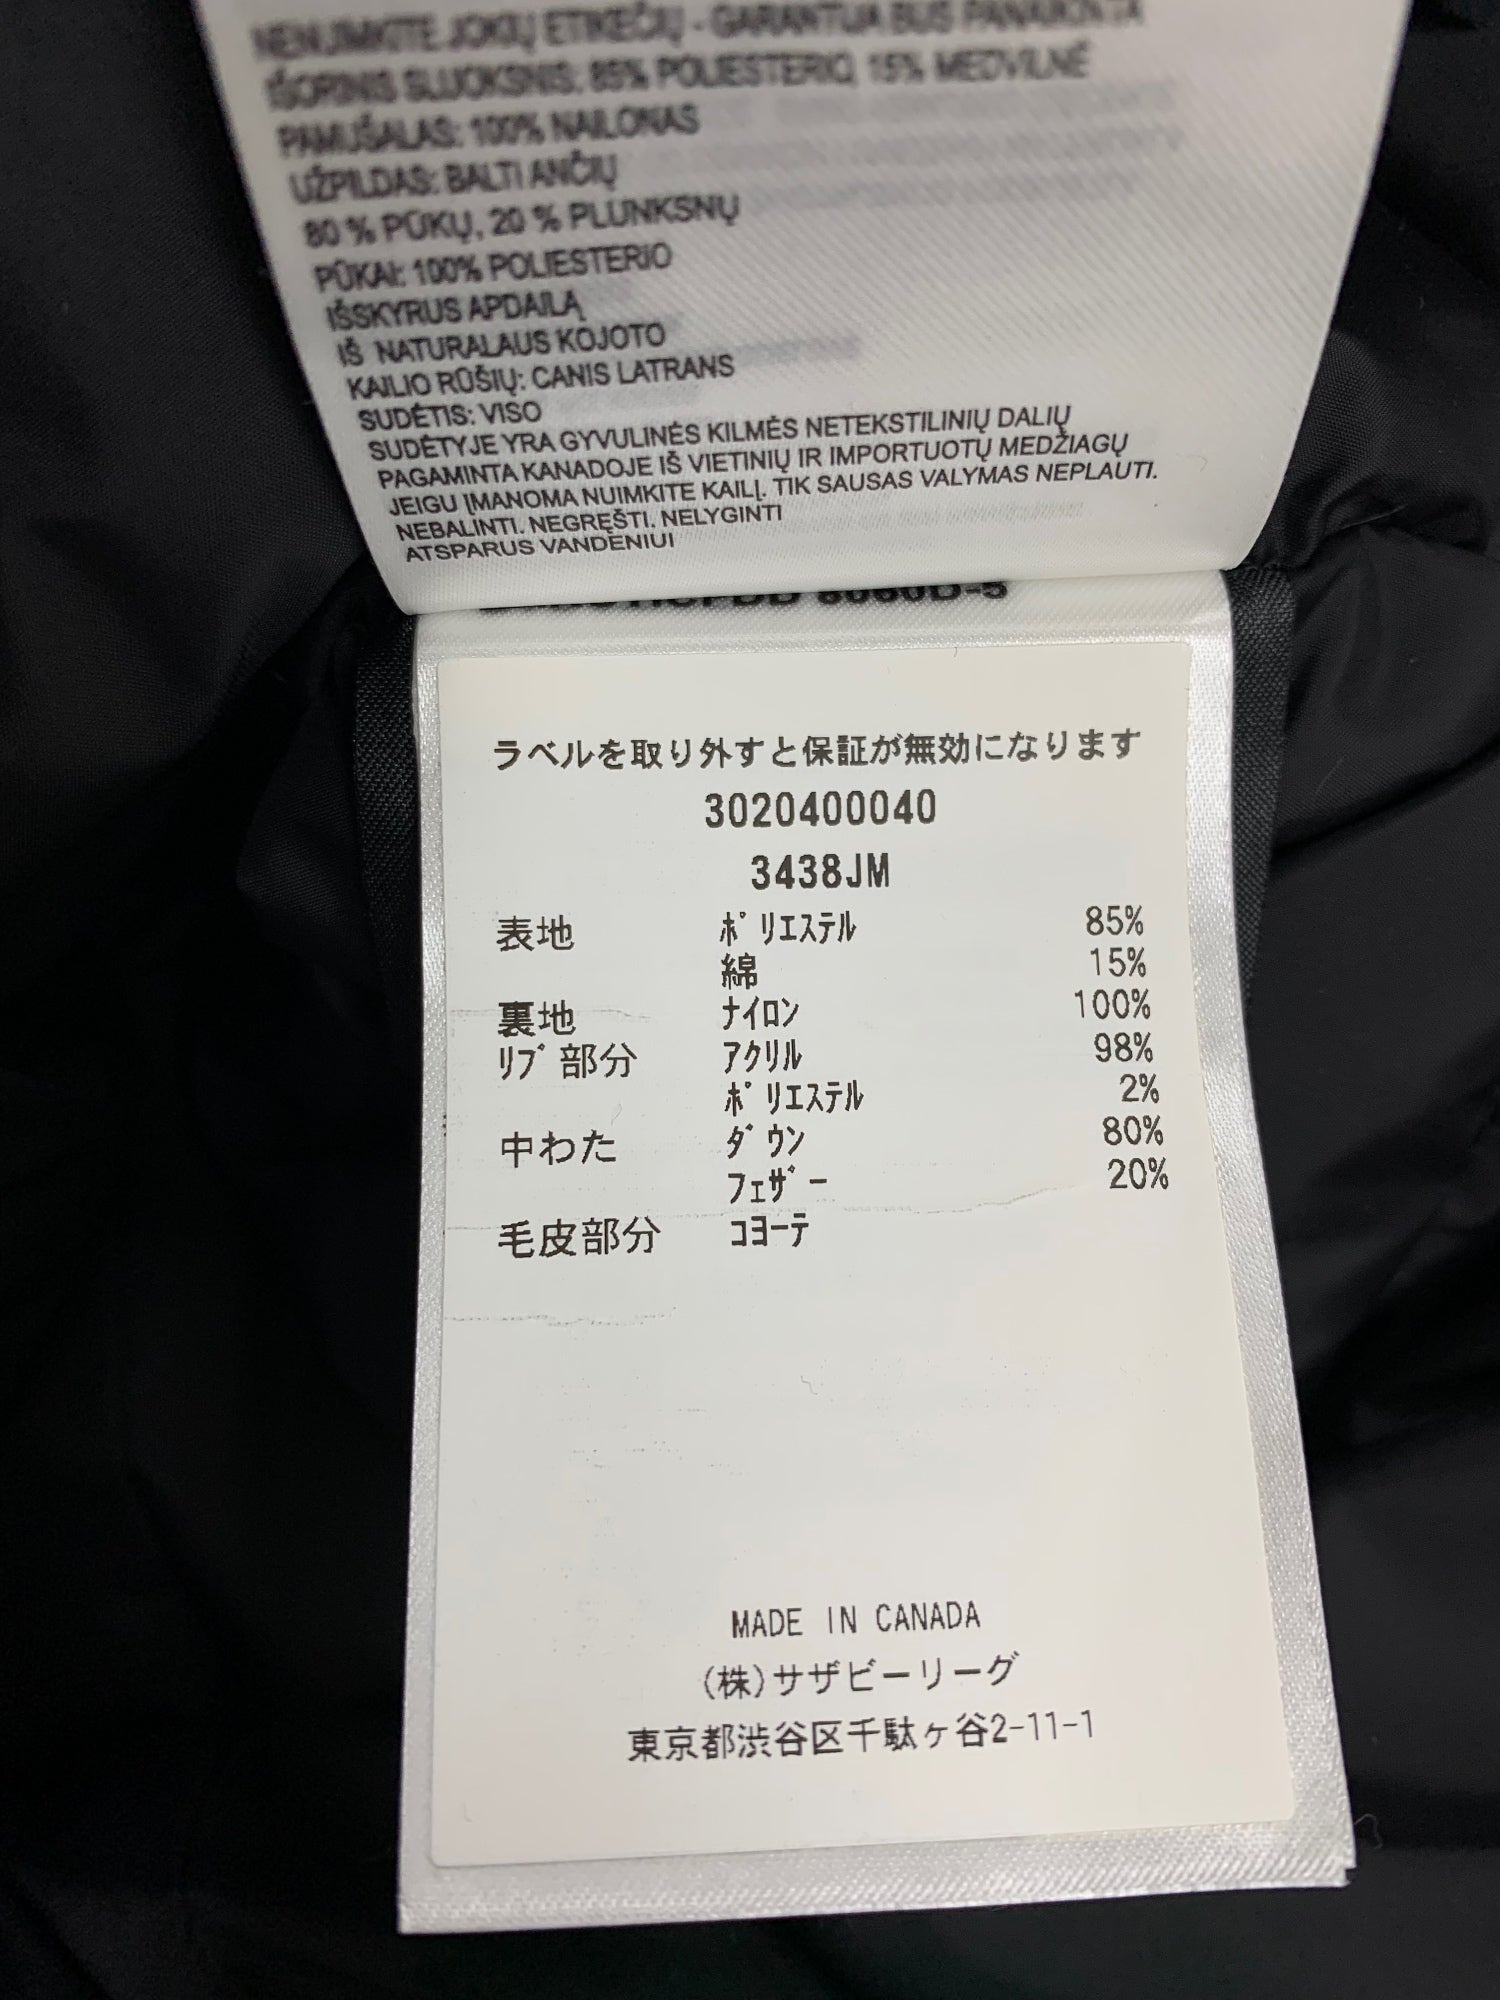 NENUIMKITE JOKIŲ ETIKEČIŲ - GARANTIJA BUS PANAIKINTA
IŠORINIS SLUOKSNIS: 85% POLIESTERIO, 15% MEDVILNĖ
PAMUŠALAS: 100% NAILONAS
UŽPILDAS: BALTI ANČIŲ
80 % PŪKŲ, 20 % PLUNKSNŲ
PŪKAI: 100% POLIESTERIO
IŠSKYRUS APDAILĄ
IŠ NATURALAUS KOJOTO
KAILIO RŪŠIŲ: CANIS LATRANS
SUDĖTIS: VISO
SUDĖTYJE YRA GYVULINĖS KILMĖS NETEKSTILINIŲ DALIŲ
PAGAMINTA KANADOJE IŠ VIETINIŲ IR IMPORTUOTŲ MEDŽIAGŲ
JEIGU ĮMANOMA NUIMKITE KAILĮ. TIK SAUSAS VALYMAS NEPLAUTI.
NEBALINTI. NEGRĘŠTI. NELYGINTI
ATSPARUS VANDENIUI
ラベルを取り外すと保証が無効になります
3020400040
3438JM
表地 ﾎﾟﾘｴｽﾃﾙ 85%
綿 15%
裏地 ﾅｲﾛﾝ 100%
ﾘﾌﾞ部分 ｱｸﾘﾙ 98%
ﾎﾟﾘｴｽﾃﾙ 2%
中わた ﾀﾞｳﾝ 80%
ﾌｪｻﾞｰ 20%
毛皮部分 ｺﾖｰﾃ
MADE IN CANADA
(株)サザビーリーグ
東京都渋谷区千駄ヶ谷2-11-1